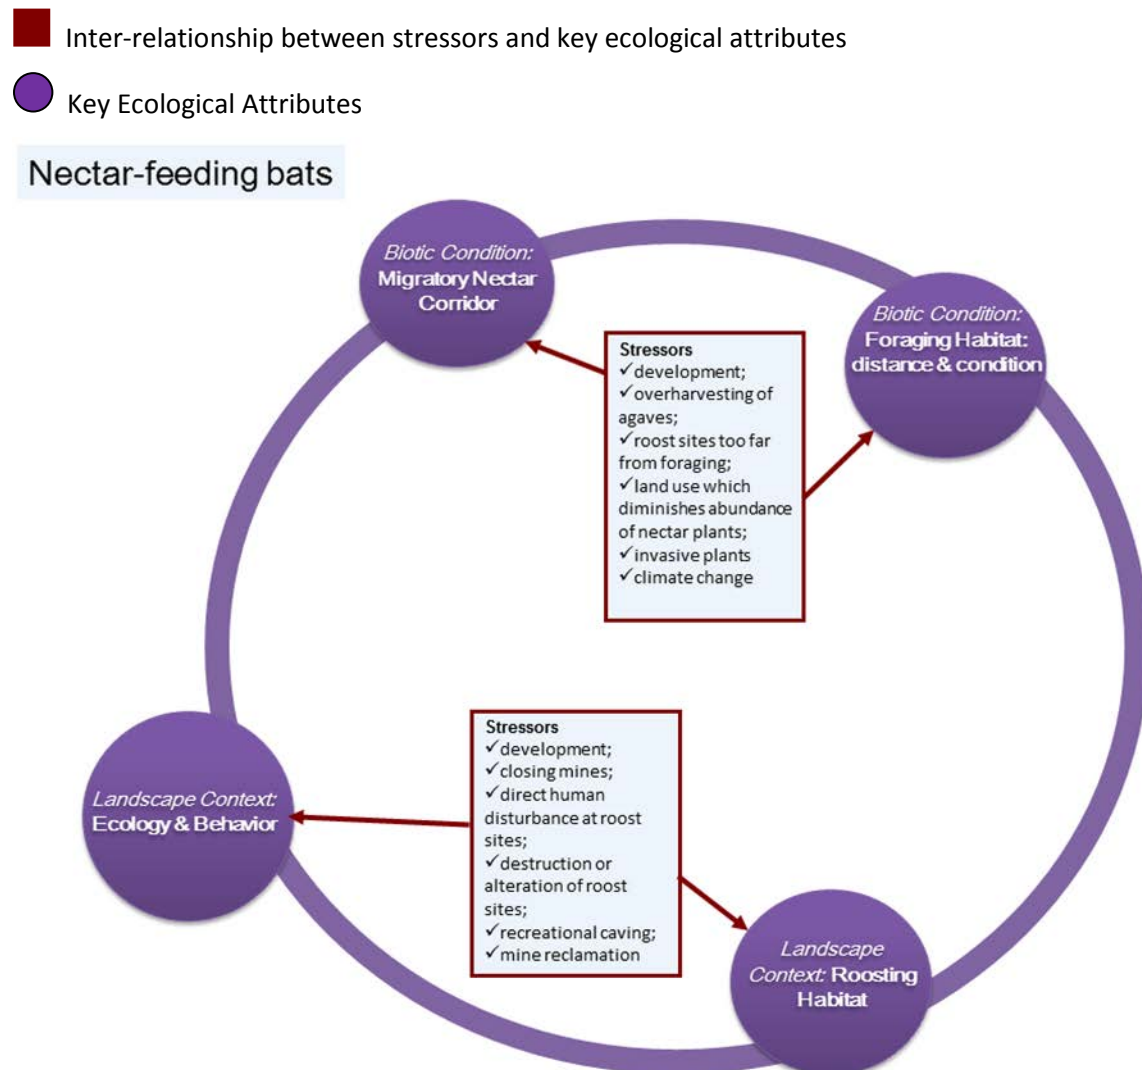 Inter-relationship between stressors and key ecological attributes
Key Ecological Attributes
Nectar-feeding bats
Biotic Condition:
Migratory Nectar
Corridor
Biotic Condition:
Foraging Habitat:
distance & condition
Stressors
✓development;
✓overharvesting of
agaves;
✓roost sites too far
from foraging;
✓land use which
diminishes abundance
of nectar plants;
✓invasive plants
✓climate change
Landscape Context:
Ecology & Behavior
Stressors
✓development;
✓closing mines;
✓direct human
disturbance at roost
sites;
✓destruction or
alteration of roost
sites;
✓recreational caving;
✓mine reclamation
Landscape
Context: Roosting
Habitat